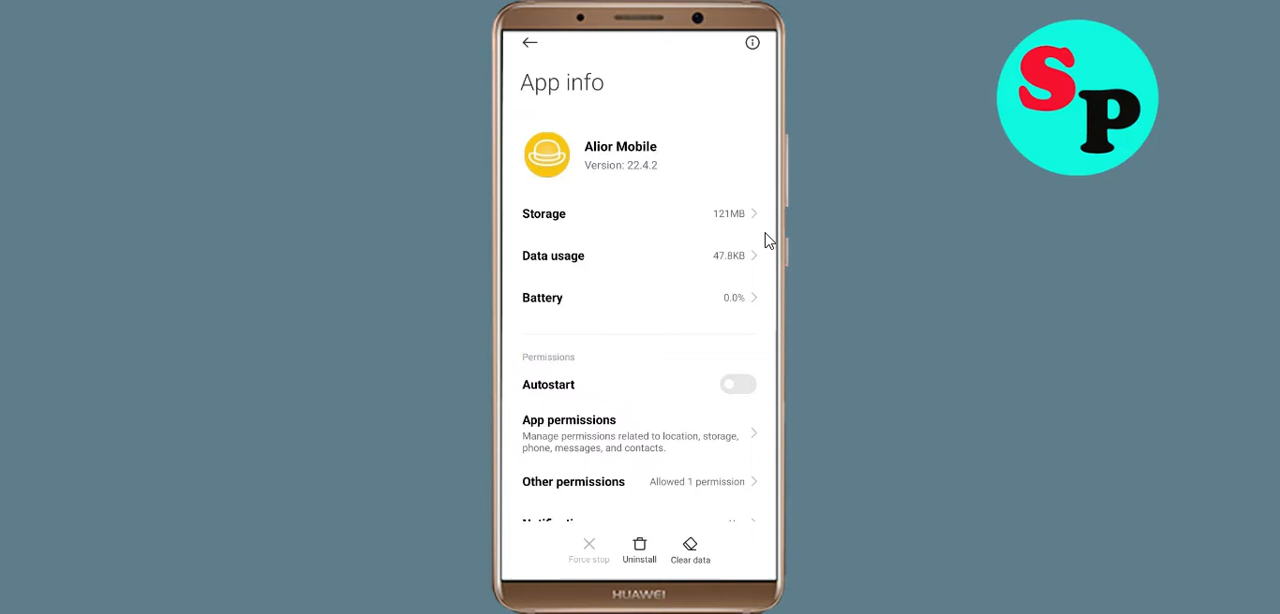 App info
Alior Mobile
Version: 22.4.2
Storage 121MB
Data usage 47.8KB
Battery 0.0%
Permissions
Autostart
App permissions
Manage permissions related to location, storage,
phone, messages, and contacts.
Other permissions Allowed 1 permission
Force stop Uninstall Clear data
HUAWEI
S
P